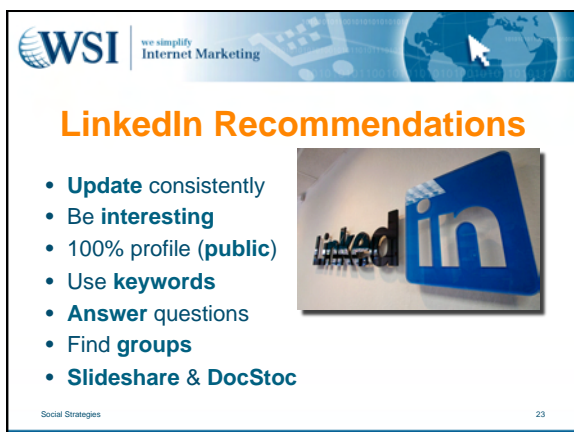 WSI
we simplify
Internet Marketing
LinkedIn Recommendations
• Update consistently
• Be interesting
• 100% profile (public)
• Use keywords
• Answer questions
• Find groups
• Slideshare & DocStoc
Linked in
Social Strategies
23